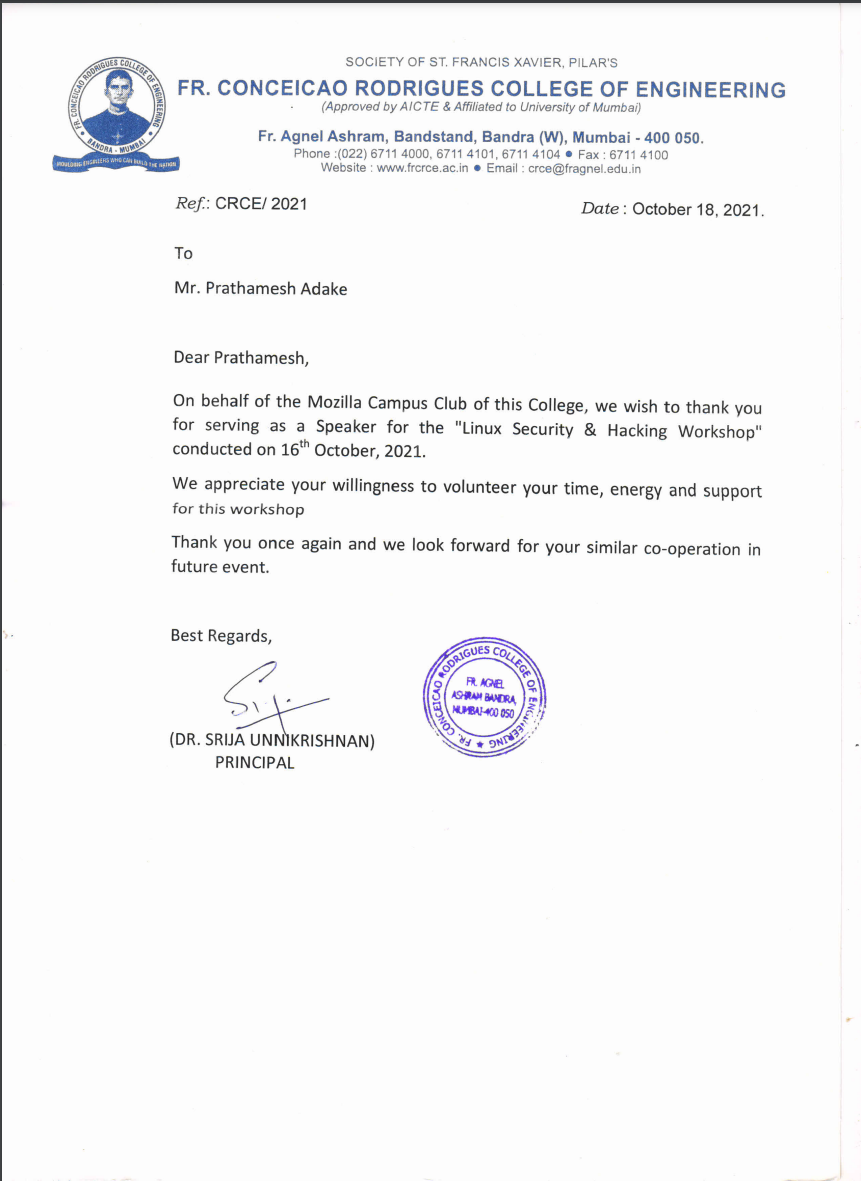 FR. CONCEICAO RODRIGUES COLLEGE OF ENGINEERING
BANDRA - MUMBAI
MOULDING ENGINEERS WHO CAN BUILD THE NATION
SOCIETY OF ST. FRANCIS XAVIER, PILAR'S
FR. CONCEICAO RODRIGUES COLLEGE OF ENGINEERING
(Approved by AICTE & Affiliated to University of Mumbai)
Fr. Agnel Ashram, Bandstand, Bandra (W), Mumbai - 400 050.
Phone :(022) 6711 4000, 6711 4101, 6711 4104 ● Fax : 6711 4100
Website : www.frcrce.ac.in ● Email : crce@fragnel.edu.in
Ref.: CRCE/ 2021
Date : October 18, 2021.
To
Mr. Prathamesh Adake
Dear Prathamesh,
On behalf of the Mozilla Campus Club of this College, we wish to thank you
for serving as a Speaker for the "Linux Security & Hacking Workshop"
conducted on 16th October, 2021.
We appreciate your willingness to volunteer your time, energy and support
for this workshop
Thank you once again and we look forward for your similar co-operation in
future event.
Best Regards,
(DR. SRIJA UNNIKRISHNAN)
PRINCIPAL
FR. CONCEICAO RODRIGUES COLLEGE OF ENGINEERING
FR. AGNEL
ASHRAM BANDRA,
MUMBAI-400 050